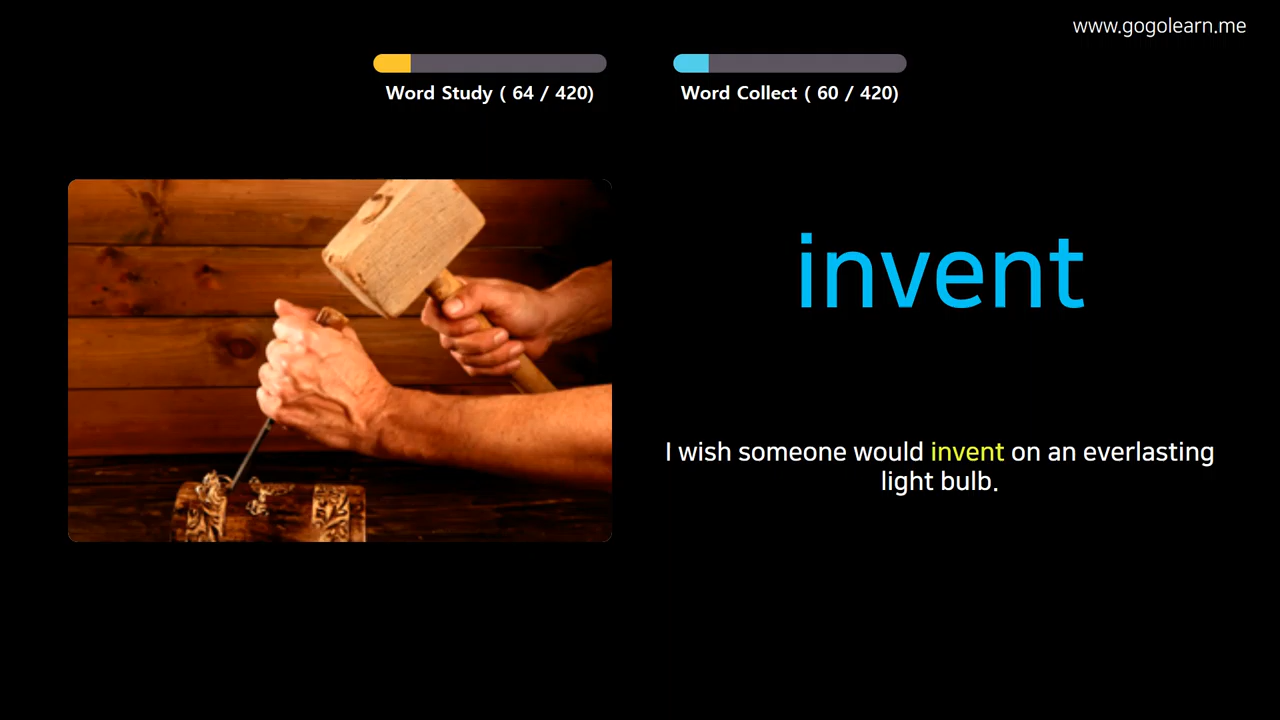 www.gogolearn.me
Word Study ( 64 / 420)
Word Collect ( 60 / 420)
invent
I wish someone would invent on an everlasting
light bulb.